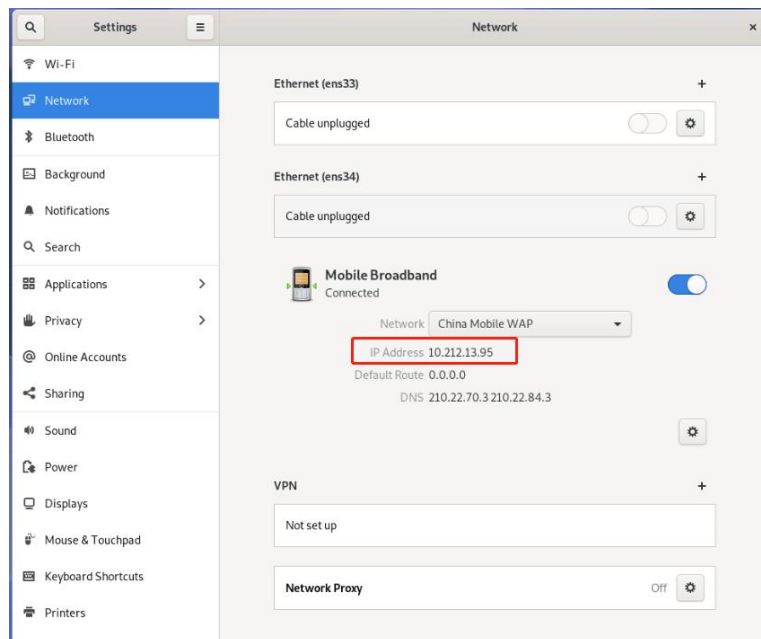 Settings
Network
Wi-Fi
Network
Bluetooth
Background
Notifications
Search
Applications
Privacy
Online Accounts
Sharing
Sound
Power
Displays
Mouse & Touchpad
Keyboard Shortcuts
Printers
Ethernet (ens33)
Cable unplugged
Ethernet (ens34)
Cable unplugged
Mobile Broadband
Connected
Network China Mobile WAP
IP Address 10.212.13.95
Default Route 0.0.0.0
DNS 210.22.70.3 210.22.84.3
VPN
Not set up
Network Proxy Off